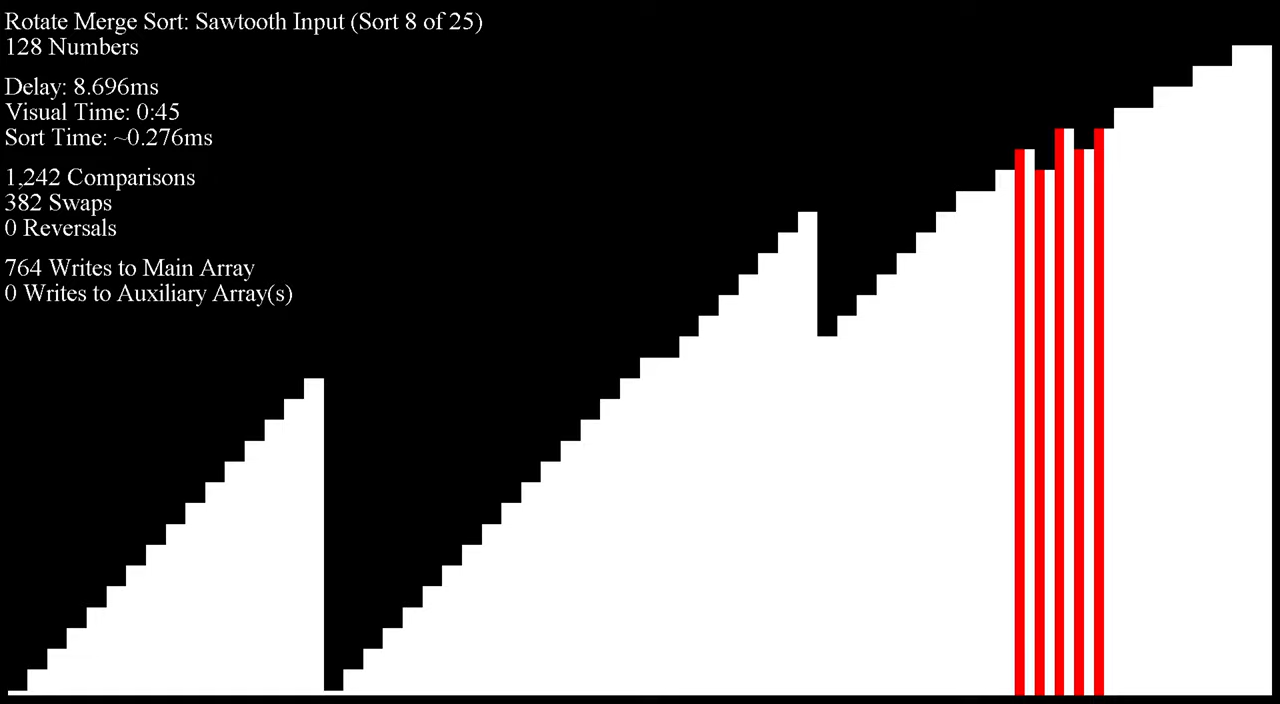 Rotate Merge Sort: Sawtooth Input (Sort 8 of 25)
128 Numbers
Delay: 8.696ms
Visual Time: 0:45
Sort Time: ~0.276ms
1,242 Comparisons
382 Swaps
0 Reversals
764 Writes to Main Array
0 Writes to Auxiliary Array(s)